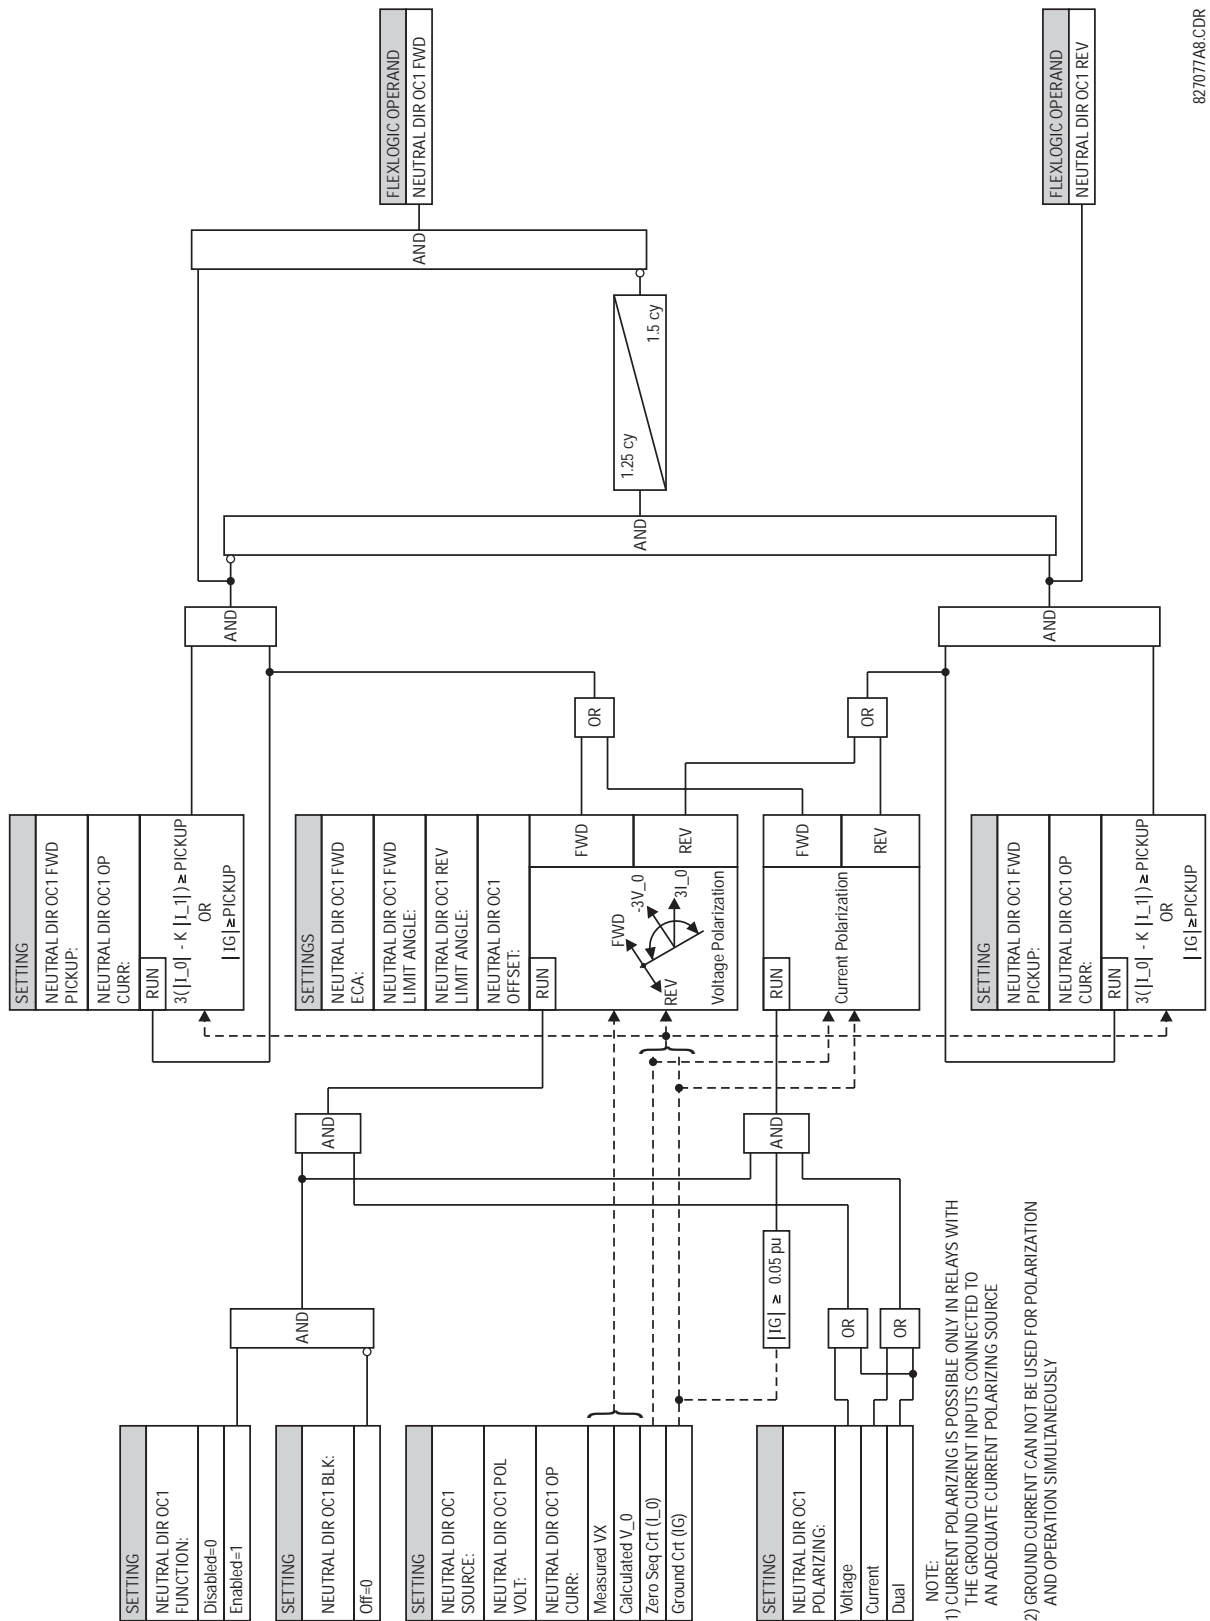 SETTING
NEUTRAL DIR OC1
FUNCTION:
Disabled=0
Enabled=1
SETTING
NEUTRAL DIR OC1 BLK:
Off=0
SETTING
NEUTRAL DIR OC1
SOURCE:
NEUTRAL DIR OC1 POL
VOLT:
NEUTRAL DIR OC1 OP
CURR:
Measured VX
Calculated V_0
Zero Seq Crt (I_0)
Ground Crt (IG)
SETTING
NEUTRAL DIR OC1
POLARIZING:
Voltage
Current
Dual
NOTE:
1) CURRENT POLARIZING IS POSSIBLE ONLY IN RELAYS WITH
THE GROUND CURRENT INPUTS CONNECTED TO
AN ADEQUATE CURRENT POLARIZING SOURCE
2) GROUND CURRENT CAN NOT BE USED FOR POLARIZATION
AND OPERATION SIMULTANEOUSLY
AND
|IG| ≥ 0.05 pu
OR
OR
AND
AND
SETTING
NEUTRAL DIR OC1 FWD
PICKUP:
NEUTRAL DIR OC1 OP
CURR:
RUN
3(|I_0| - K |I_1|) ≥ PICKUP
OR
|IG| ≥ PICKUP
SETTINGS
NEUTRAL DIR OC1 FWD
ECA:
NEUTRAL DIR OC1 FWD
LIMIT ANGLE:
NEUTRAL DIR OC1 REV
LIMIT ANGLE:
NEUTRAL DIR OC1
OFFSET:
RUN
FWD
REV
FWD
-3V_0
3I_0
REV
Voltage Polarization
RUN
FWD
Current Polarization
REV
SETTING
NEUTRAL DIR OC1 FWD
PICKUP:
NEUTRAL DIR OC1 OP
CURR:
RUN
3(|I_0| - K |I_1|) ≥ PICKUP
OR
|IG| ≥ PICKUP
OR
OR
AND
AND
AND
1.25 cy
1.5 cy
AND
FLEXLOGIC OPERAND
NEUTRAL DIR OC1 FWD
FLEXLOGIC OPERAND
NEUTRAL DIR OC1 REV
827077A8.CDR